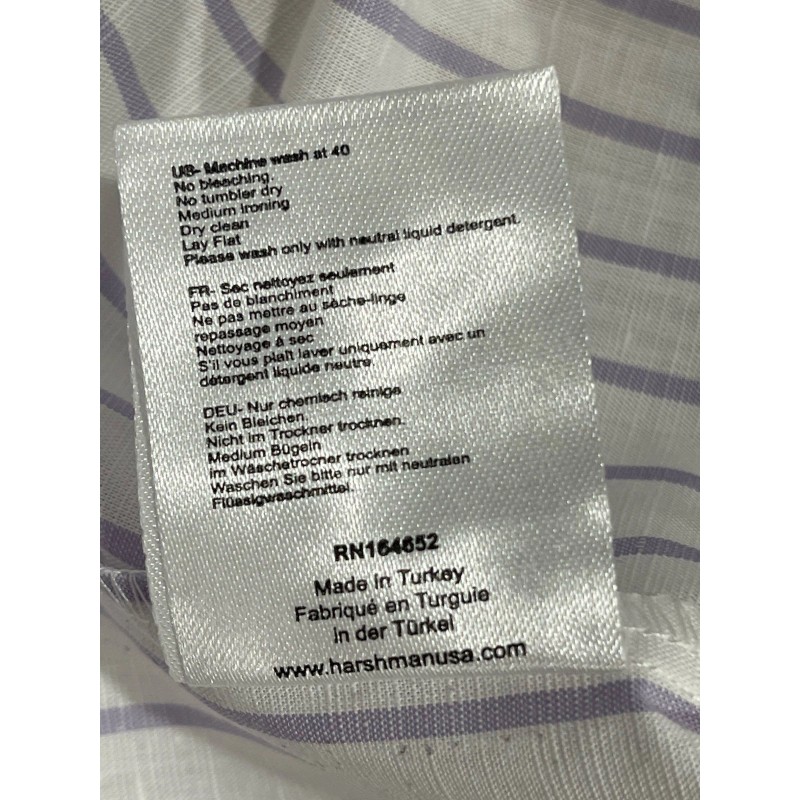 US- Machine wash at 40
No bleaching.
No tumbler dry
Medium ironing
Dry clean
Lay Flat
Please wash only with neutral liquid detergent.
FR- Sec nettoyez seulement
Pas de blanchiment
Ne pas mettre au sèche-linge
repassage moyen
Nettoyage à sec
S'il vous plaît laver uniquement avec un
détergent liquide neutre.
DEU- Nur chemisch reinige
Kein Bleichen.
Nicht im Trockner trocknen.
Medium Bügeln
im Wäschetrocner trocknen
Waschen Sie bitte nur mit neutralen
Flüssigwaschmittel.
RN164652
Made in Turkey
Fabriqué en Turguie
in der Türkei
www.harshmanusa.com